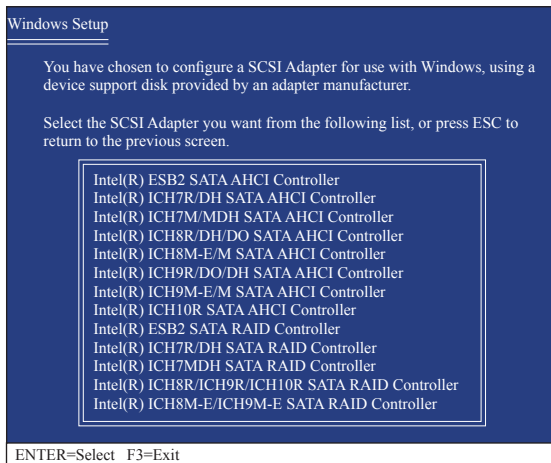 Windows Setup
You have chosen to configure a SCSI Adapter for use with Windows, using a
device support disk provided by an adapter manufacturer.
Select the SCSI Adapter you want from the following list, or press ESC to
return to the previous screen.
Intel(R) ESB2 SATA AHCI Controller
Intel(R) ICH7R/DH SATA AHCI Controller
Intel(R) ICH7M/MDH SATA AHCI Controller
Intel(R) ICH8R/DH/DO SATA AHCI Controller
Intel(R) ICH8M-E/M SATA AHCI Controller
Intel(R) ICH9R/DO/DH SATA AHCI Controller
Intel(R) ICH9M-E/M SATA AHCI Controller
Intel(R) ICH10R SATA AHCI Controller
Intel(R) ESB2 SATA RAID Controller
Intel(R) ICH7R/DH SATA RAID Controller
Intel(R) ICH7MDH SATA RAID Controller
Intel(R) ICH8R/ICH9R/ICH10R SATA RAID Controller
Intel(R) ICH8M-E/ICH9M-E SATA RAID Controller
ENTER=Select F3=Exit